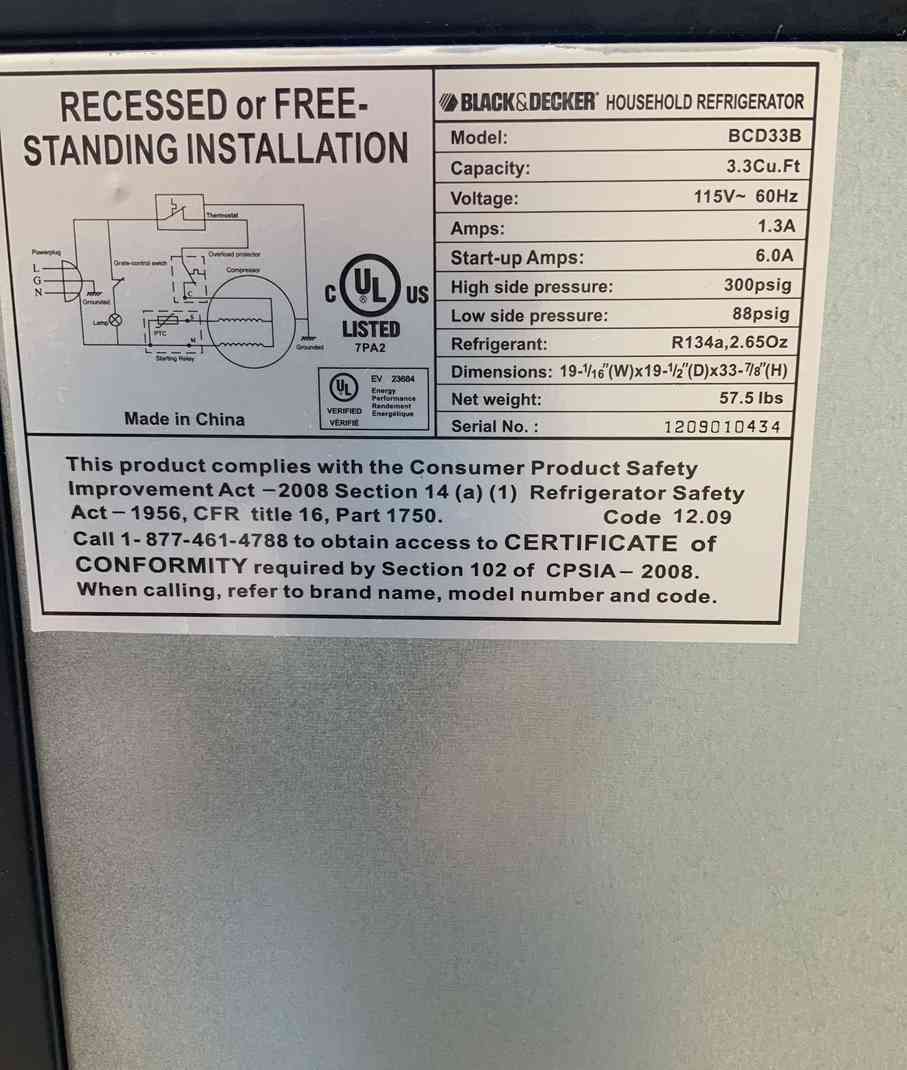 RECESSED or FREE-
STANDING INSTALLATION
Thermostat
Powerplug
L
G
N
Grounded
Grate-control switch
Lamp
Overload protector
C
Compressor
S
PTC
M
Starting Relay
Grounded
Made in China
C UL ® US
LISTED
7PA2
UL
VERIFIED
VÉRIFIÉ
EV 23684
Energy
Performance
Randement
Energétique
BLACK&DECKER® HOUSEHOLD REFRIGERATOR
Model: BCD33B
Capacity: 3.3Cu.Ft
Voltage: 115V~ 60Hz
Amps: 1.3A
Start-up Amps: 6.0A
High side pressure: 300psig
Low side pressure: 88psig
Refrigerant: R134a,2.65Oz
Dimensions: 19-1/16"(W)x19-1/2"(D)x33-7/8"(H)
Net weight: 57.5 lbs
Serial No. : 1209010434
This product complies with the Consumer Product Safety
Improvement Act –2008 Section 14 (a) (1) Refrigerator Safety
Act – 1956, CFR title 16, Part 1750. Code 12.09
Call 1- 877-461-4788 to obtain access to CERTIFICATE of
CONFORMITY required by Section 102 of CPSIA – 2008.
When calling, refer to brand name, model number and code.